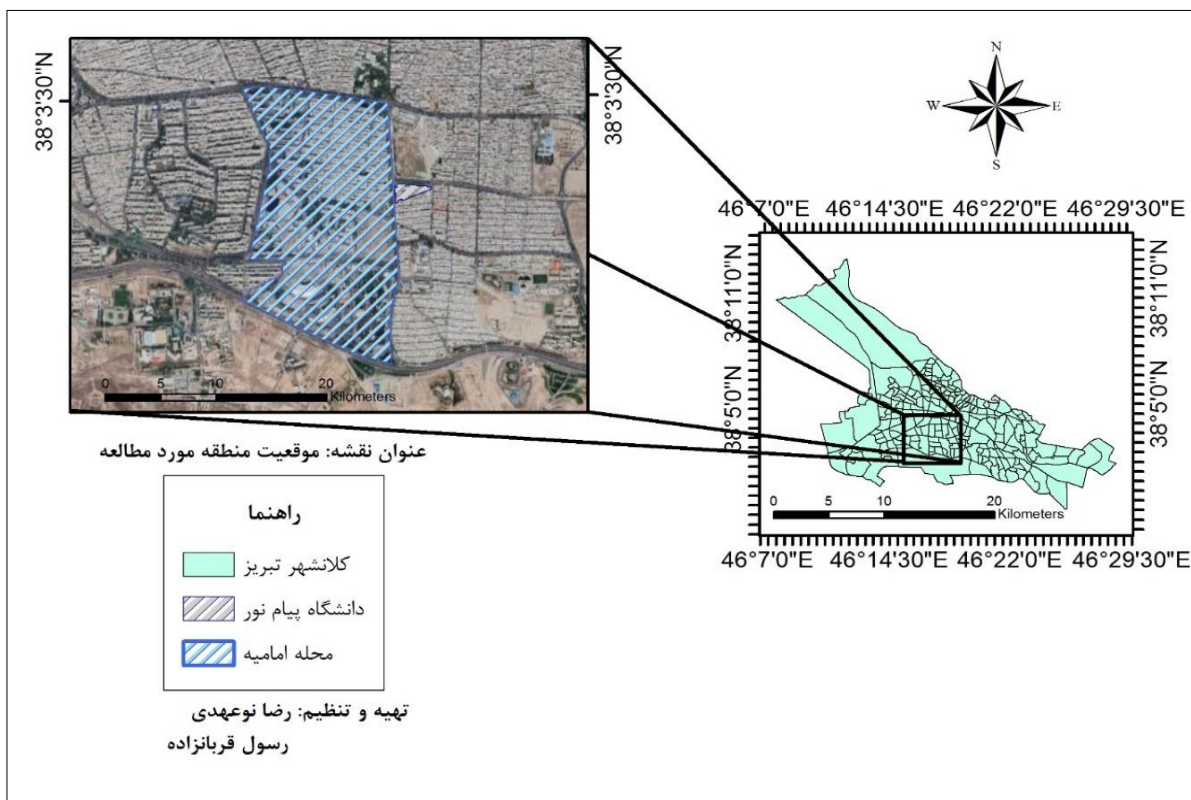 38°3'30"N
38°3'30"N
0 5 10 20
Kilometers
N
W E
S
46°7'0"E 46°14'30"E 46°22'0"E 46°29'30"E
38°11'0"N
38°11'0"N
38°5'0"N
38°5'0"N
0 5 10 20
Kilometers
46°7'0"E 46°14'30"E 46°22'0"E 46°29'30"E
عنوان نقشه: موقعیت منطقه مورد مطالعه
راهنما
کلانشهر تبریز
دانشگاه پیام نور
محله امامیه
تهیه و تنظیم: رضا نوعهدی
رسول قربانزاده